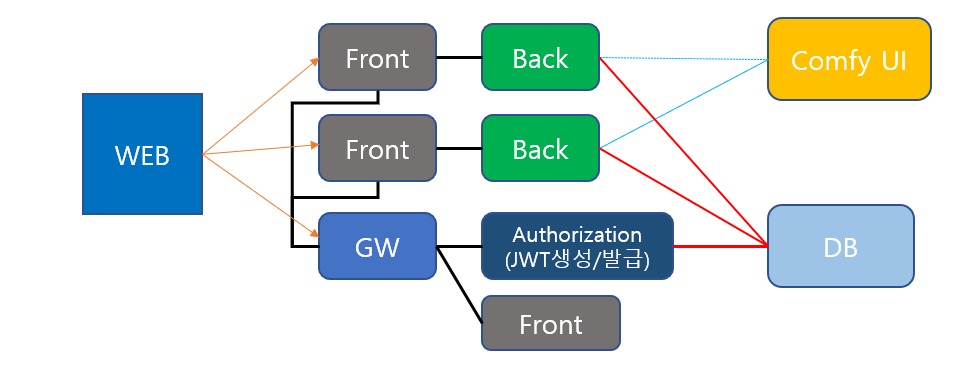 WEB
Front
Back
Comfy UI
Front
Back
GW
Authorization
(JWT생성/발급)
DB
Front